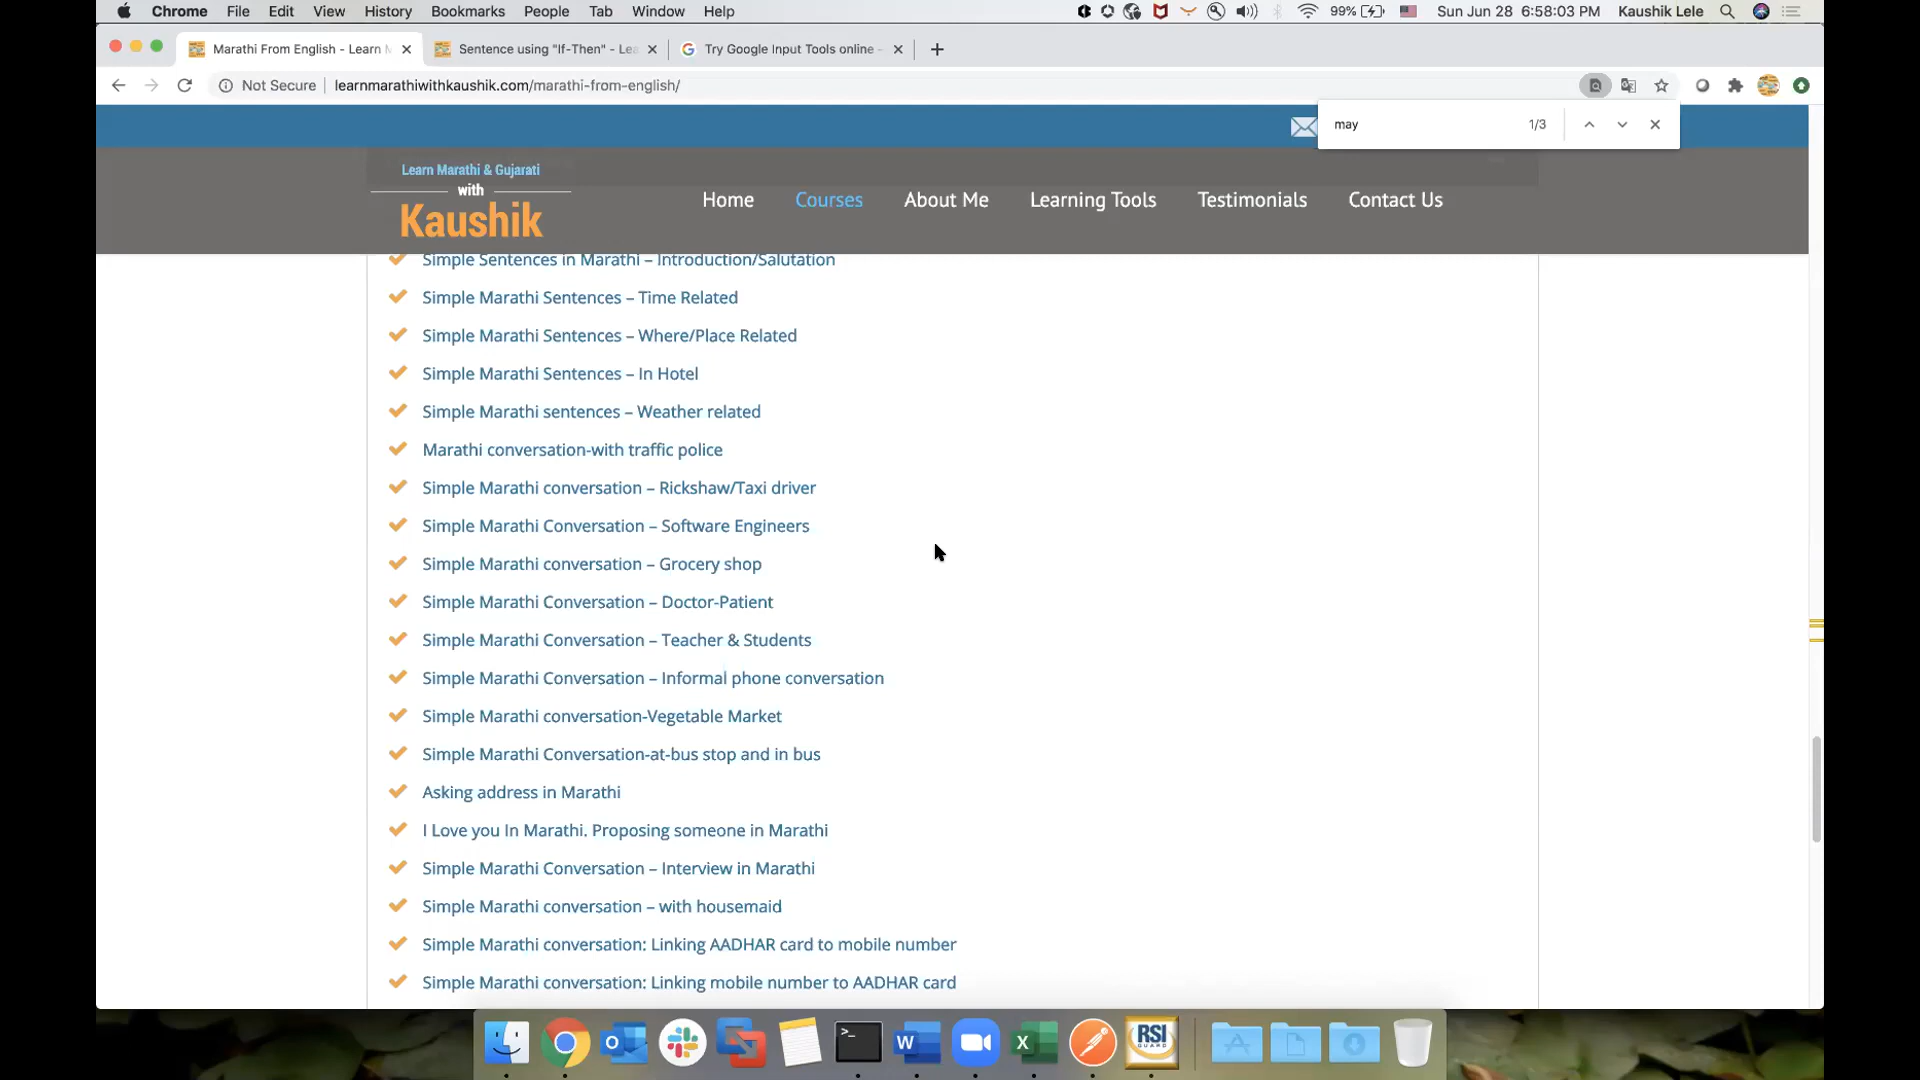 Chrome File Edit View History Bookmarks People Tab Window Help 99% Sun Jun 28 6:58:03 PM Kaushik Lele
Marathi From English - Learn M Sentence using "If-Then" - Lea Try Google Input Tools online -
Not Secure learnmarathiwithkaushik.com/marathi-from-english/
may 1/3
Learn Marathi & Gujarati
with
Kaushik
Home Courses About Me Learning Tools Testimonials Contact Us
Simple Sentences in Marathi – Introduction/Salutation
Simple Marathi Sentences – Time Related
Simple Marathi Sentences – Where/Place Related
Simple Marathi Sentences – In Hotel
Simple Marathi sentences – Weather related
Marathi conversation-with traffic police
Simple Marathi conversation – Rickshaw/Taxi driver
Simple Marathi Conversation – Software Engineers
Simple Marathi conversation – Grocery shop
Simple Marathi Conversation – Doctor-Patient
Simple Marathi Conversation – Teacher & Students
Simple Marathi Conversation – Informal phone conversation
Simple Marathi conversation-Vegetable Market
Simple Marathi Conversation-at-bus stop and in bus
Asking address in Marathi
I Love you In Marathi. Proposing someone in Marathi
Simple Marathi Conversation – Interview in Marathi
Simple Marathi conversation – with housemaid
Simple Marathi conversation: Linking AADHAR card to mobile number
Simple Marathi conversation: Linking mobile number to AADHAR card
RSI
GUARD